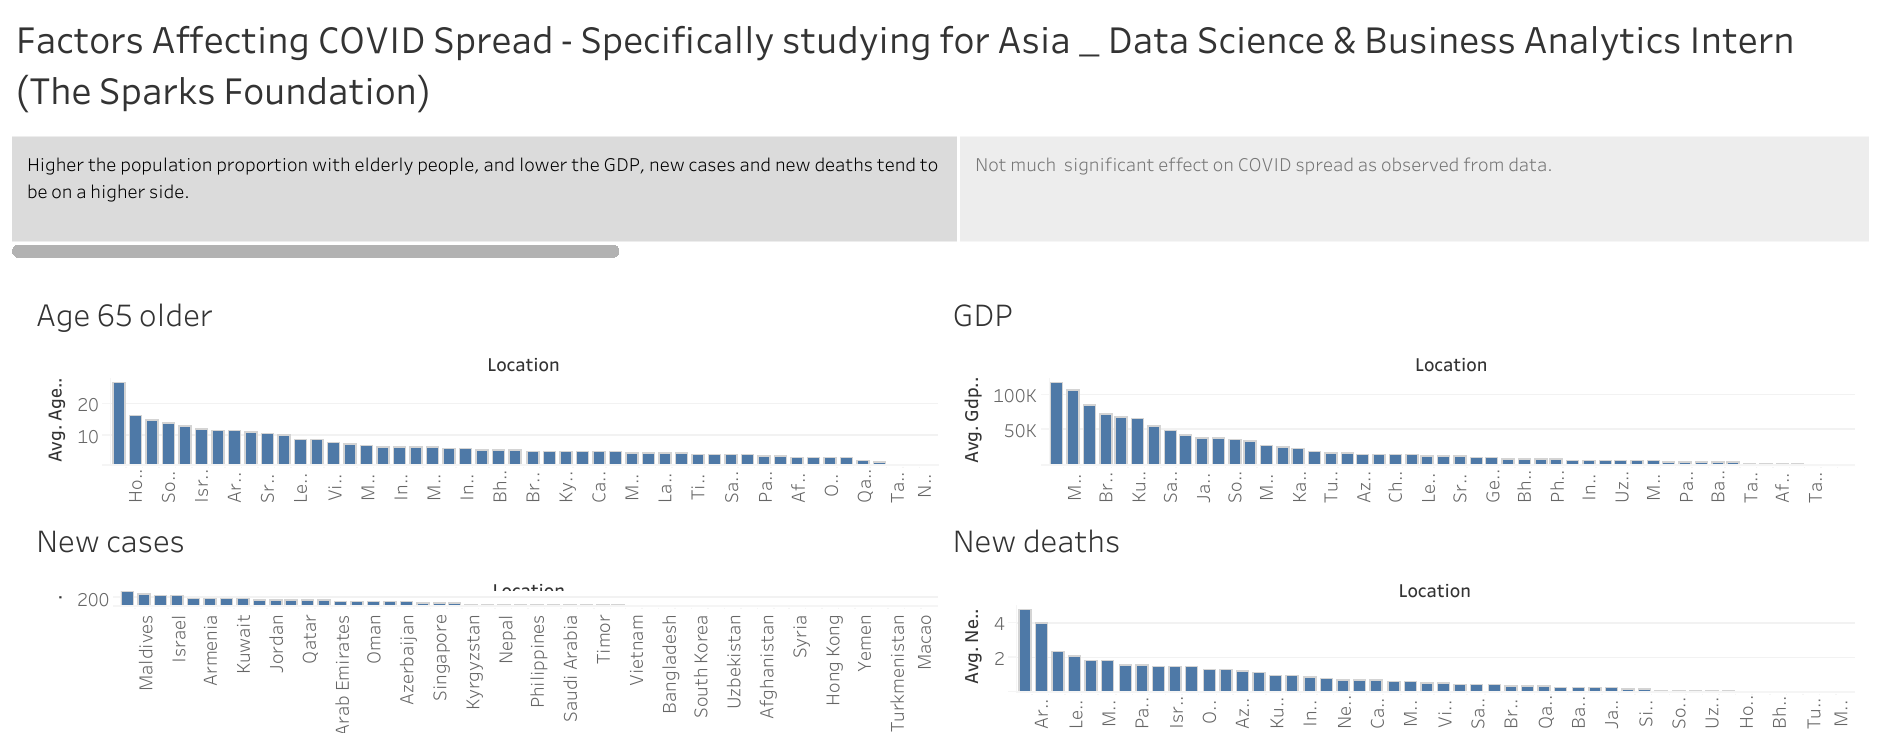 Factors Affecting COVID Spread - Specifically studying for Asia _ Data Science & Business Analytics Intern
(The Sparks Foundation)
Higher the population proportion with elderly people, and lower the GDP, new cases and new deaths tend to
be on a higher side.
Not much significant effect on COVID spread as observed from data.
Age 65 older
Location
Avg. Age..
20
10
Ho.. So.. Isr.. Ar.. Sr.. Le.. Vi.. M.. In.. M.. In.. Bh.. Br.. Ky.. Ca.. M.. La.. Ti.. Sa.. Pa.. Af.. O.. Qa.. Ta.. N..
GDP
Location
Avg. Gdp..
100K
50K
M.. Br.. Ku.. Sa.. Ja.. So.. M.. Ka.. Tu.. Az.. Ch.. Le.. Sr.. Ge.. Bh.. Ph.. In.. Uz.. M.. Pa.. Ba.. Ta.. Af.. Ta..
New cases
Location
200
Maldives Israel Armenia Kuwait Jordan Qatar Arab Emirates Oman Azerbaijan Singapore Kyrgyzstan Nepal Philippines Saudi Arabia Timor Vietnam Bangladesh South Korea Uzbekistan Afghanistan Syria Hong Kong Yemen Turkmenistan Macao
New deaths
Location
Avg. Ne..
4
2
Ar.. Le.. M.. Pa.. Isr.. O.. Az.. Ku.. In.. Ne.. Ca.. M.. Vi.. Sa.. Br.. Qa.. Ba.. Ja.. Si.. So.. Uz.. Ho.. Bh.. Tu.. M..